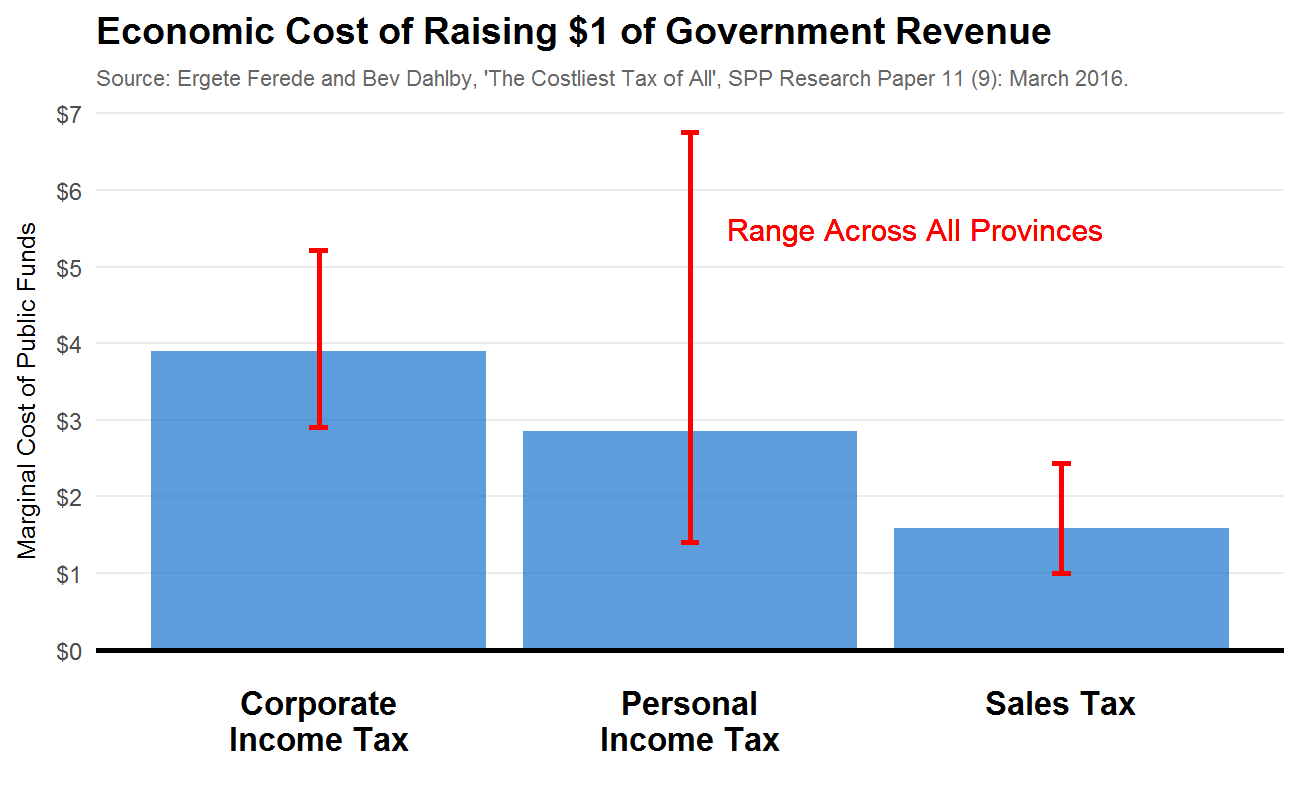 Economic Cost of Raising $1 of Government Revenue
Source: Ergete Ferede and Bev Dahlby, 'The Costliest Tax of All', SPP Research Paper 11 (9): March 2016.
Marginal Cost of Public Funds
$7
$6
$5
$4
$3
$2
$1
$0
Range Across All Provinces
Corporate
Income Tax
Personal
Income Tax
Sales Tax